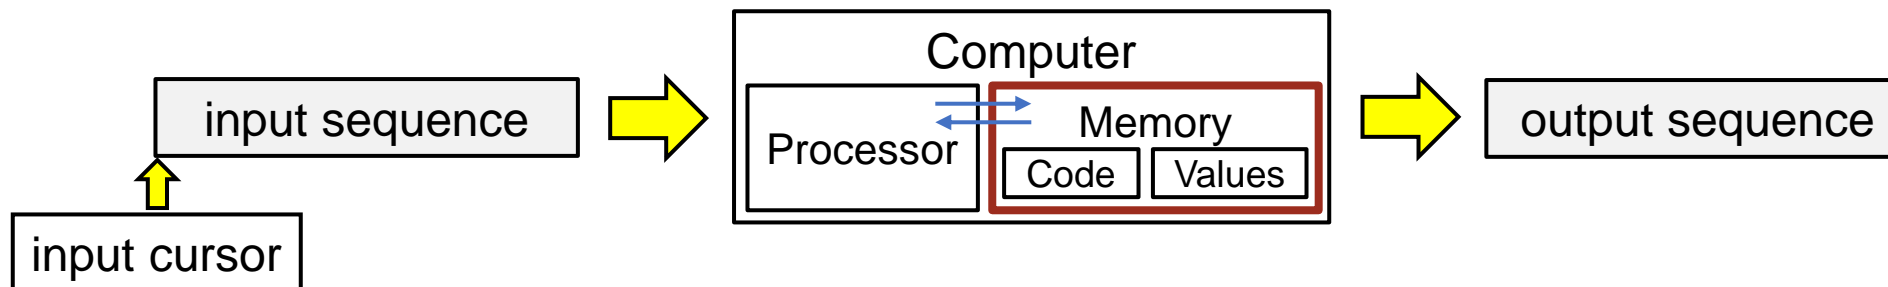 Computer
input sequence
Processor
Memory
Code
Values
output sequence
input cursor